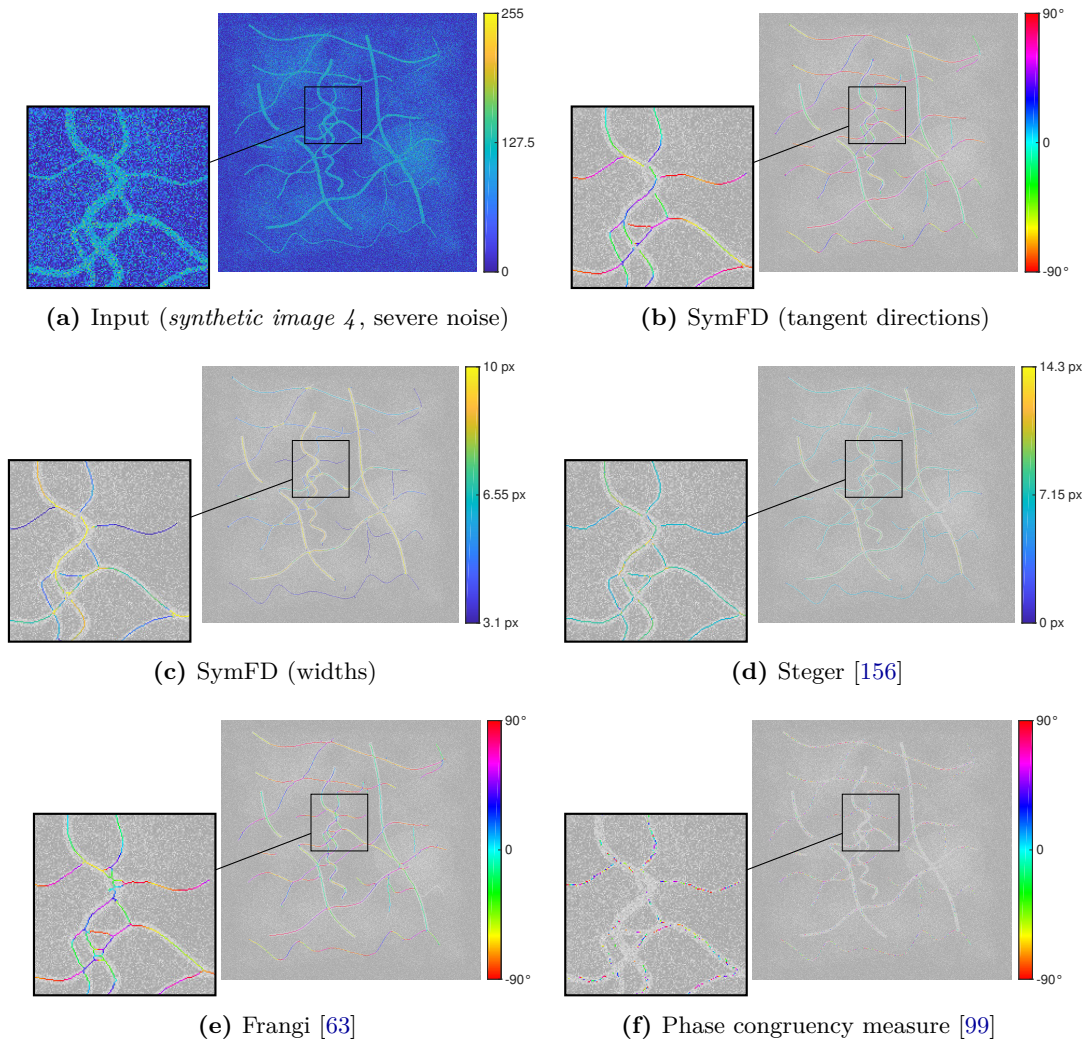 255
127.5
0
90°
0
-90°
(a) Input (synthetic image 4, severe noise)
(b) SymFD (tangent directions)
10 px
6.55 px
3.1 px
14.3 px
7.15 px
0 px
(c) SymFD (widths)
(d) Steger [156]
90°
0
-90°
90°
0
-90°
(e) Frangi [63]
(f) Phase congruency measure [99]